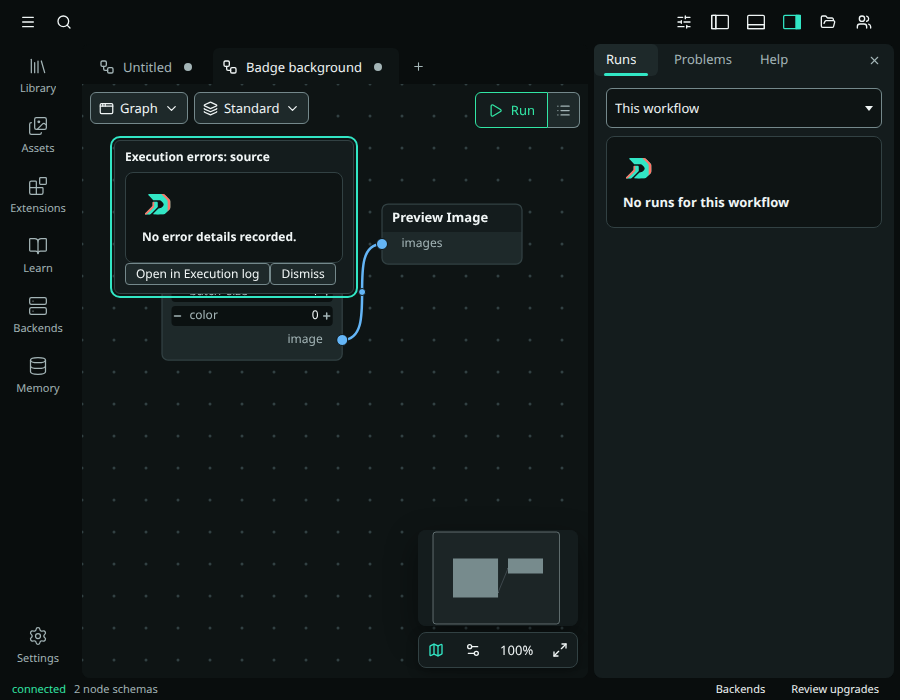 Untitled
Badge background
Runs
Problems
Help
Library
Assets
Extensions
Learn
Backends
Memory
Settings
Graph
Standard
Run
This workflow
No runs for this workflow
Execution errors: source
No error details recorded.
Open in Execution log
Dismiss
Preview Image
images
color
0
image
100%
connected
2 node schemas
Backends
Review upgrades